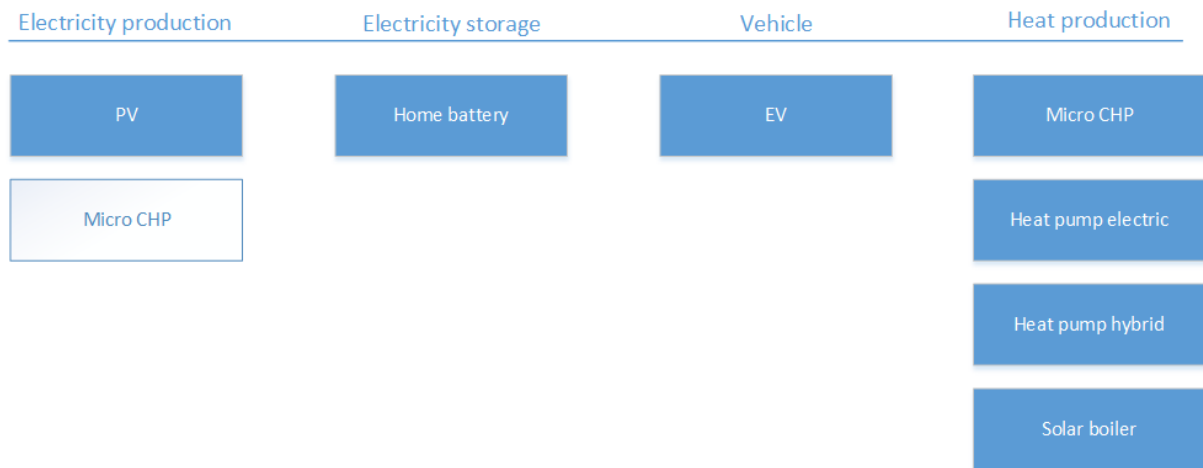 Electricity production
Electricity storage
Vehicle
Heat production
PV
Home battery
EV
Micro CHP
Micro CHP
Heat pump electric
Heat pump hybrid
Solar boiler